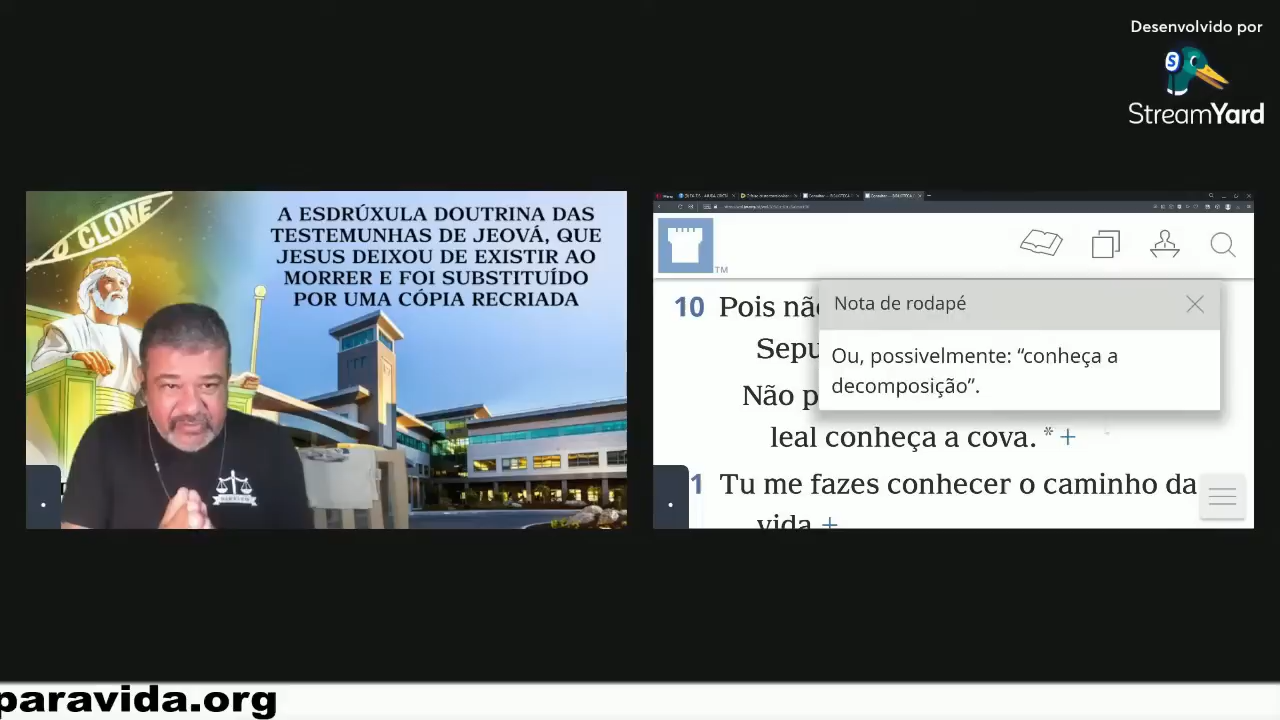 Desenvolvido por
StreamYard
O CLONE
A ESDRÚXULA DOUTRINA DAS
TESTEMUNHAS DE JEOVÁ, QUE
JESUS DEIXOU DE EXISTIR AO
MORRER E FOI SUBSTITUÍDO
POR UMA CÓPIA RECRIADA
TM
10 Pois não
Sepu
Não p
leal conheça a cova. * +
Nota de rodapé
Ou, possivelmente: “conheça a
decomposição”.
1 Tu me fazes conhecer o caminho da
vida +
paravida.org